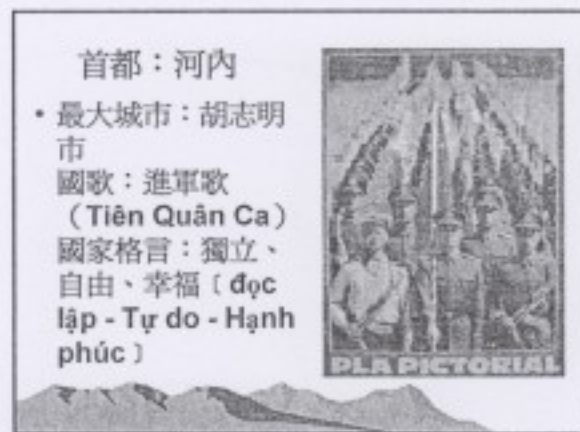 首都：河內
• 最大城市：胡志明
市
國歌：進軍歌
（Tiên Quân Ca）
國家格言：獨立、
自由、幸福﹝đọc
lập - Tự do - Hạnh
phúc﹞
PLA PICTORIAL